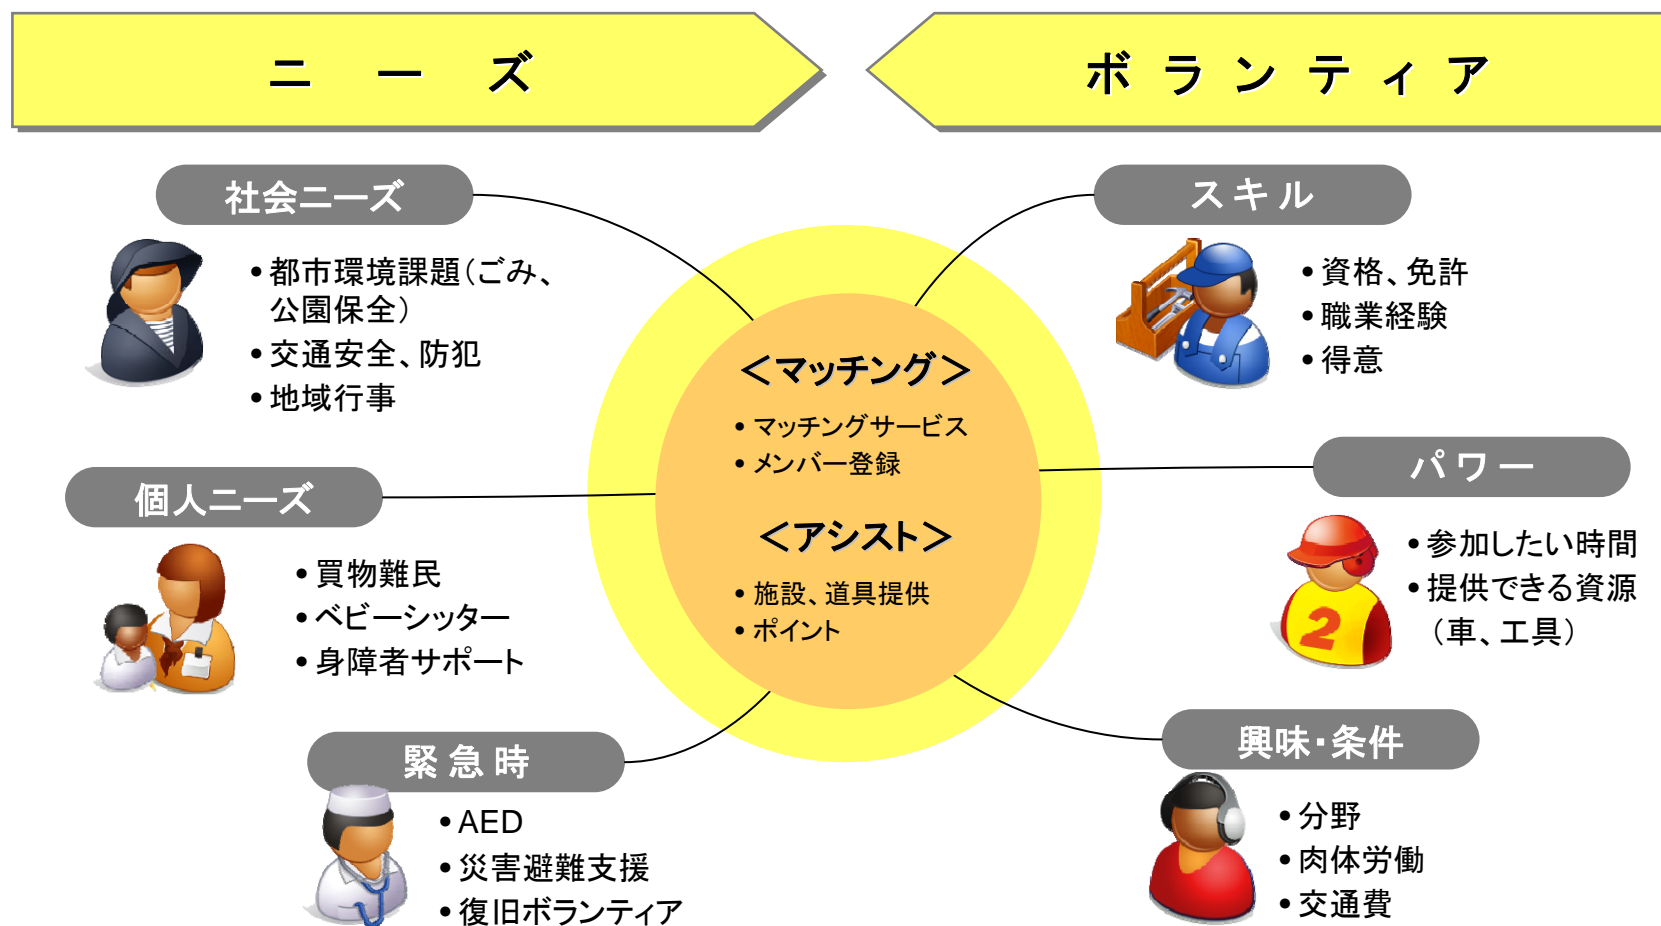 ニーズ
ボランティア
社会ニーズ
•都市環境課題（ごみ、
公園保全）
•交通安全、防犯
•地域行事
個人ニーズ
•買物難民
•ベビーシッター
•身障者サポート
緊急時
•AED
•災害避難支援
•復旧ボランティア
＜マッチング＞
•マッチングサービス
•メンバー登録
＜アシスト＞
•施設、道具提供
•ポイント
スキル
•資格、免許
•職業経験
•得意
パワー
•参加したい時間
•提供できる資源
（車、工具）
2
興味・条件
•分野
•肉体労働
•交通費